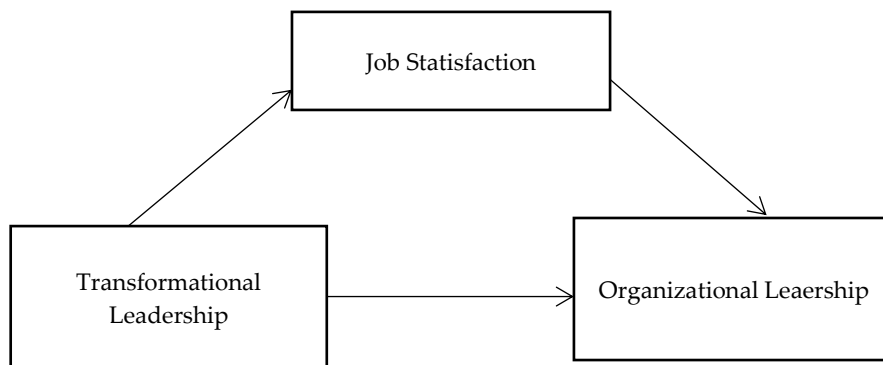 Job Statisfaction
Transformational
Leadership
Organizational Leaership